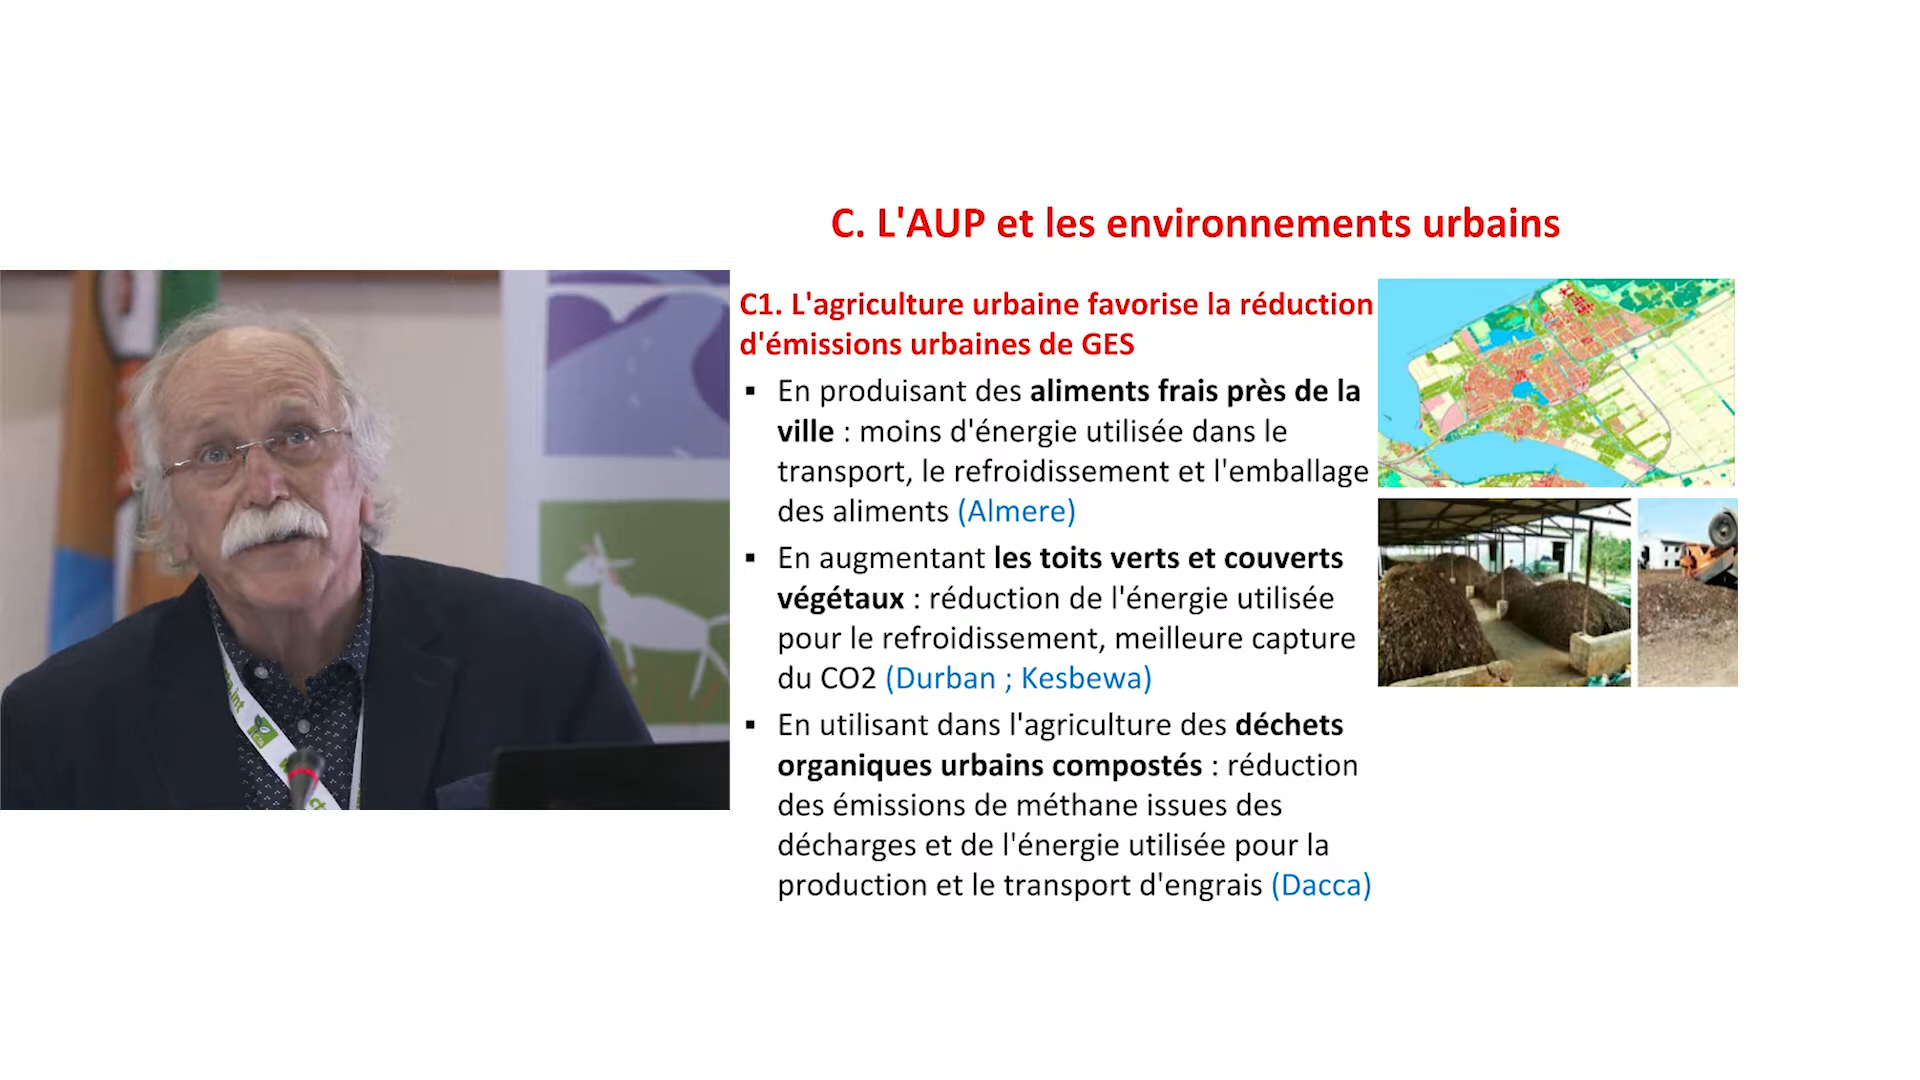 C. L'AUP et les environnements urbains
C1. L'agriculture urbaine favorise la réduction
d'émissions urbaines de GES
▪ En produisant des aliments frais près de la
ville : moins d'énergie utilisée dans le
transport, le refroidissement et l'emballage
des aliments (Almere)
▪ En augmentant les toits verts et couverts
végétaux : réduction de l'énergie utilisée
pour le refroidissement, meilleure capture
du CO2 (Durban ; Kesbewa)
▪ En utilisant dans l'agriculture des déchets
organiques urbains compostés : réduction
des émissions de méthane issues des
décharges et de l'énergie utilisée pour la
production et le transport d'engrais (Dacca)